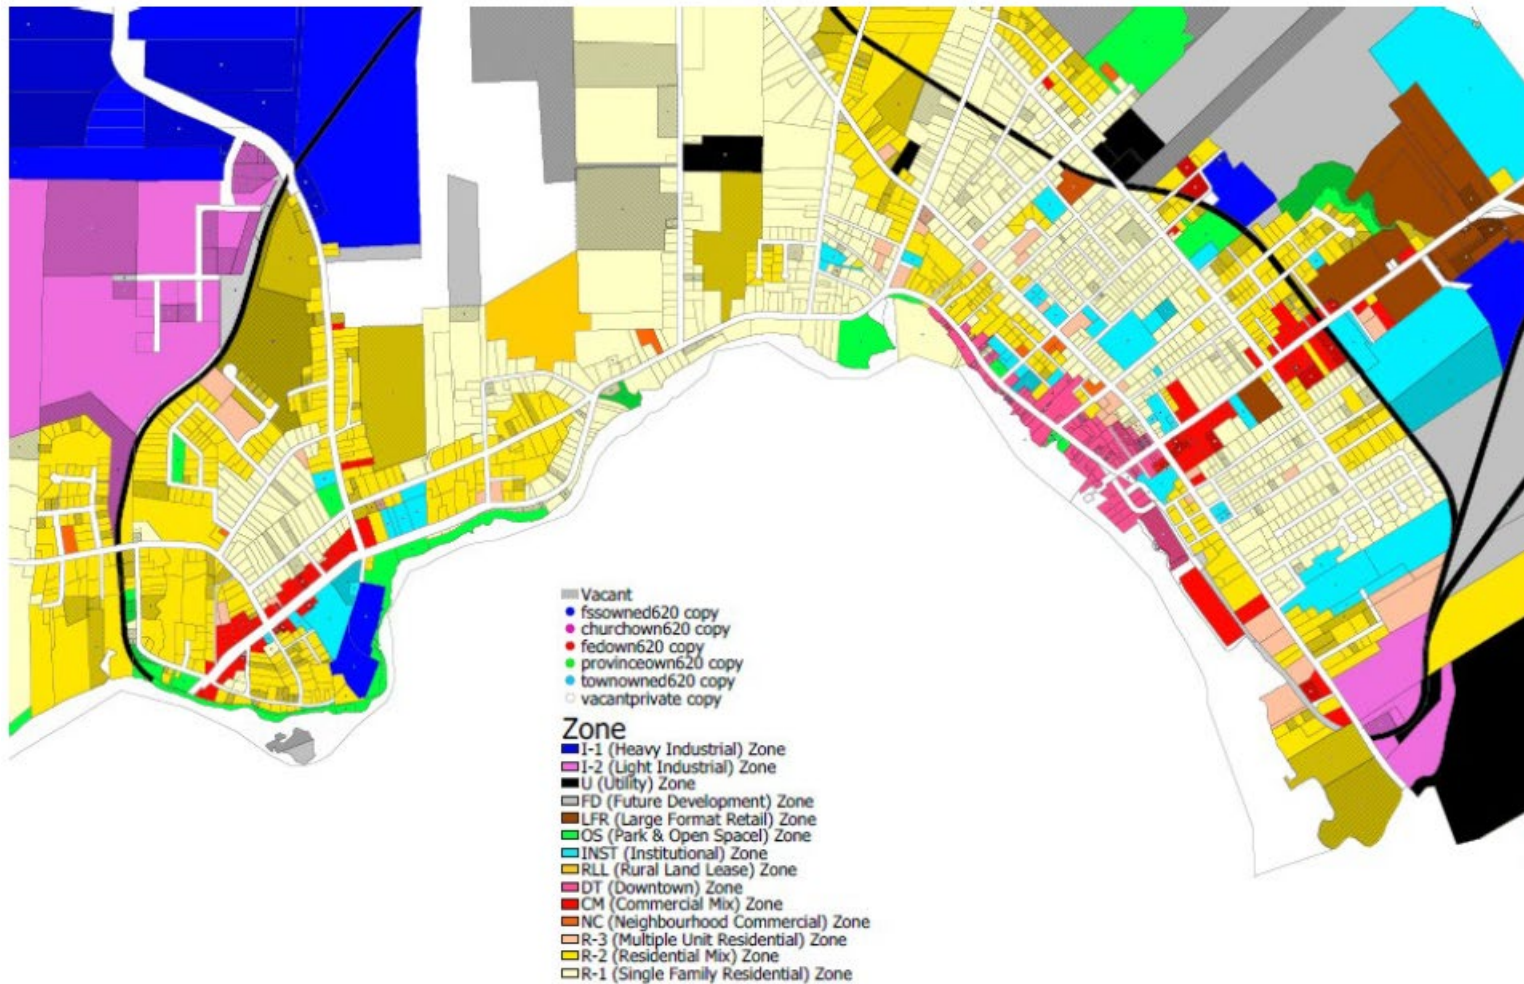 Vacant
fssowned620 copy
churchown620 copy
fedown620 copy
provinceown620 copy
townowned620 copy
vacantprivate copy
Zone
I-1 (Heavy Industrial) Zone
I-2 (Light Industrial) Zone
U (Utility) Zone
FD (Future Development) Zone
LFR (Large Format Retail) Zone
OS (Park & Open Spacel) Zone
INST (Institutional) Zone
RLL (Rural Land Lease) Zone
DT (Downtown) Zone
CM (Commercial Mix) Zone
NC (Neighbourhood Commercial) Zone
R-3 (Multiple Unit Residential) Zone
R-2 (Residential Mix) Zone
R-1 (Single Family Residential) Zone